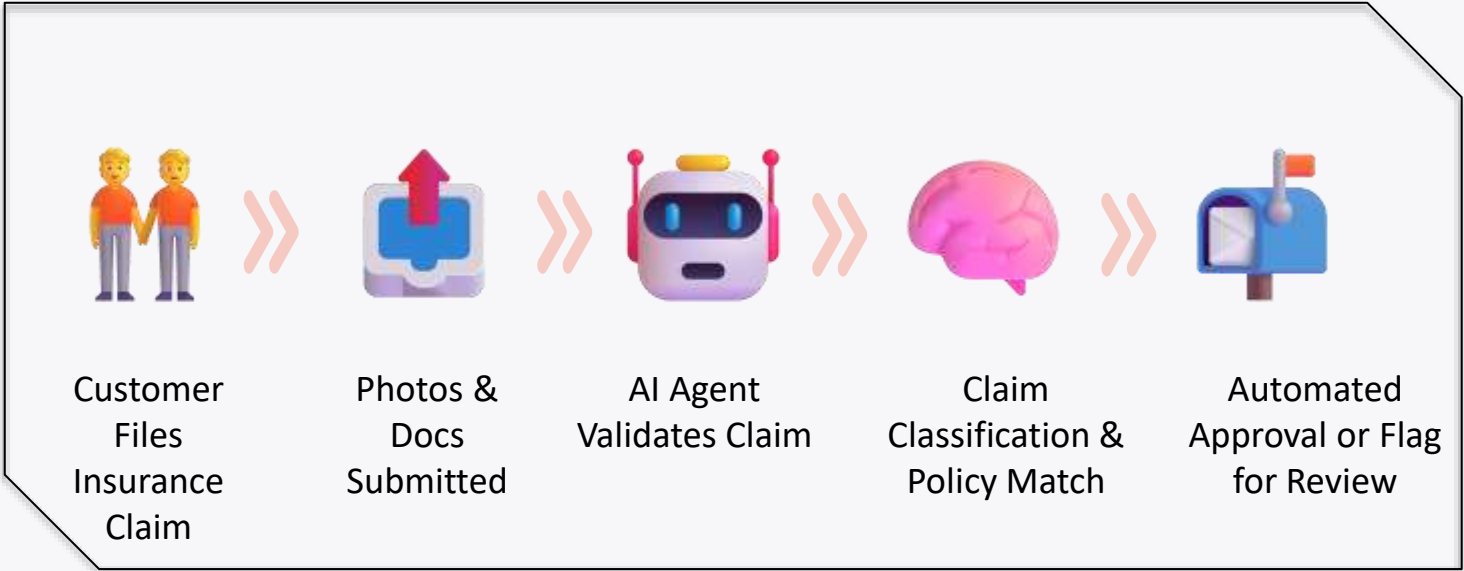 Customer
Files
Insurance
Claim
Photos &
Docs
Submitted
AI Agent
Validates Claim
Claim
Classification &
Policy Match
Automated
Approval or Flag
for Review